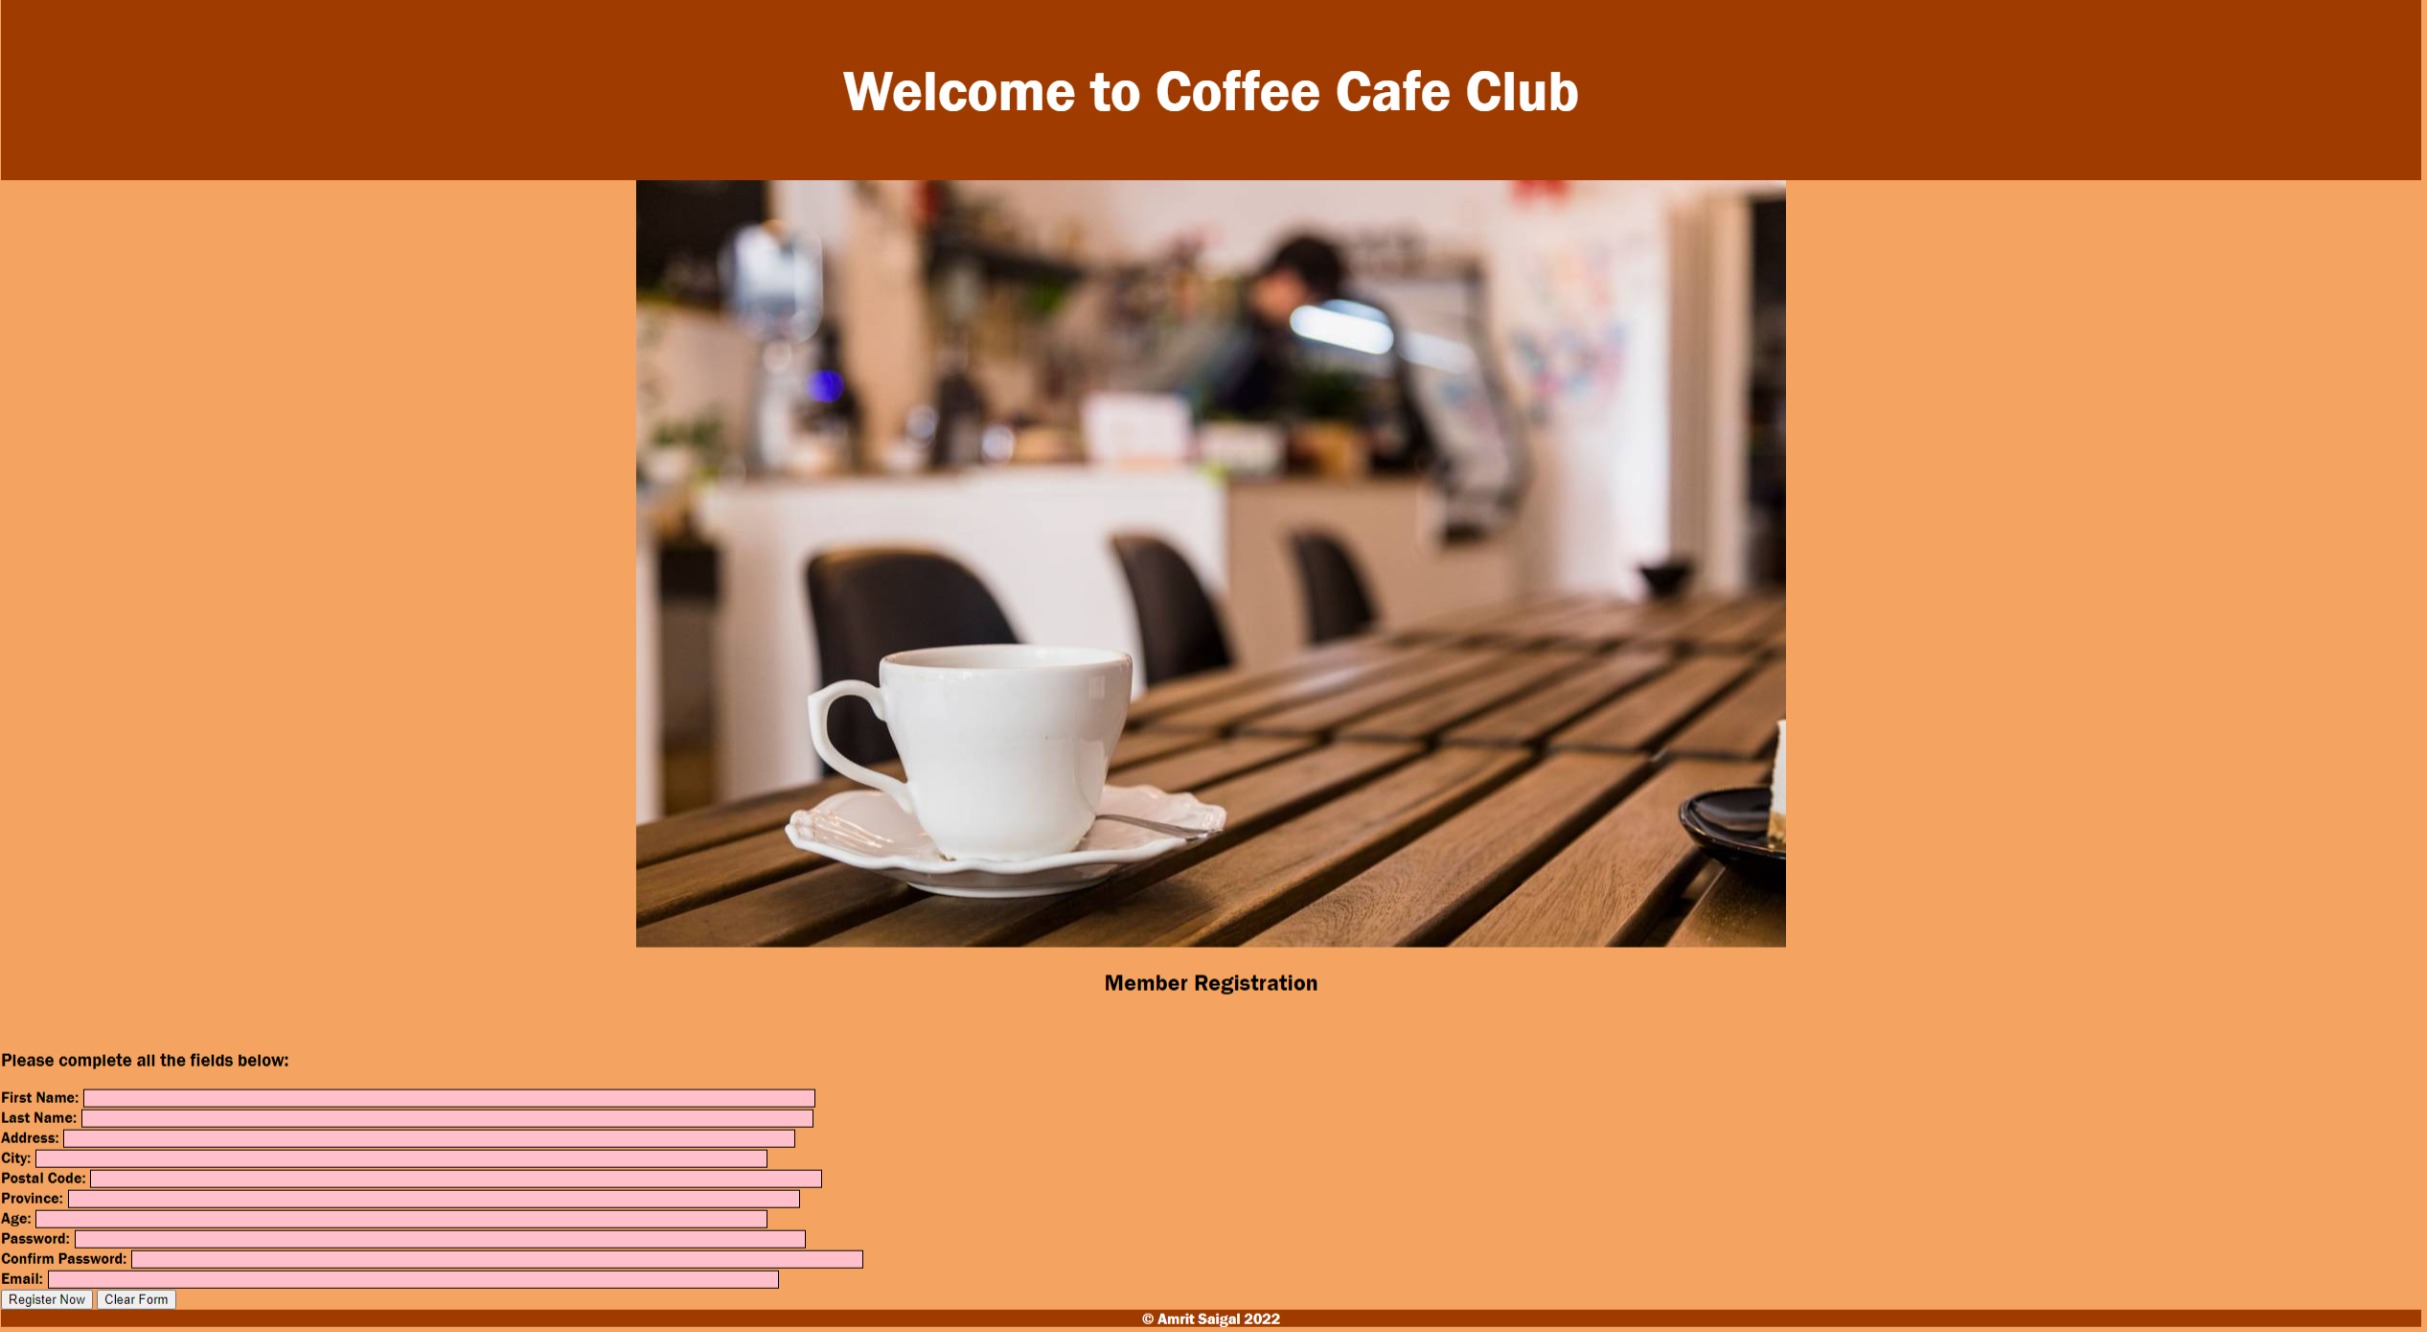 Welcome to Coffee Cafe Club
Member Registration
Please complete all the fields below:
First Name:
Last Name:
Address:
City:
Postal Code:
Province:
Age:
Password:
Confirm Password:
Email:
Register Now Clear Form
© Amrit Saigal 2022